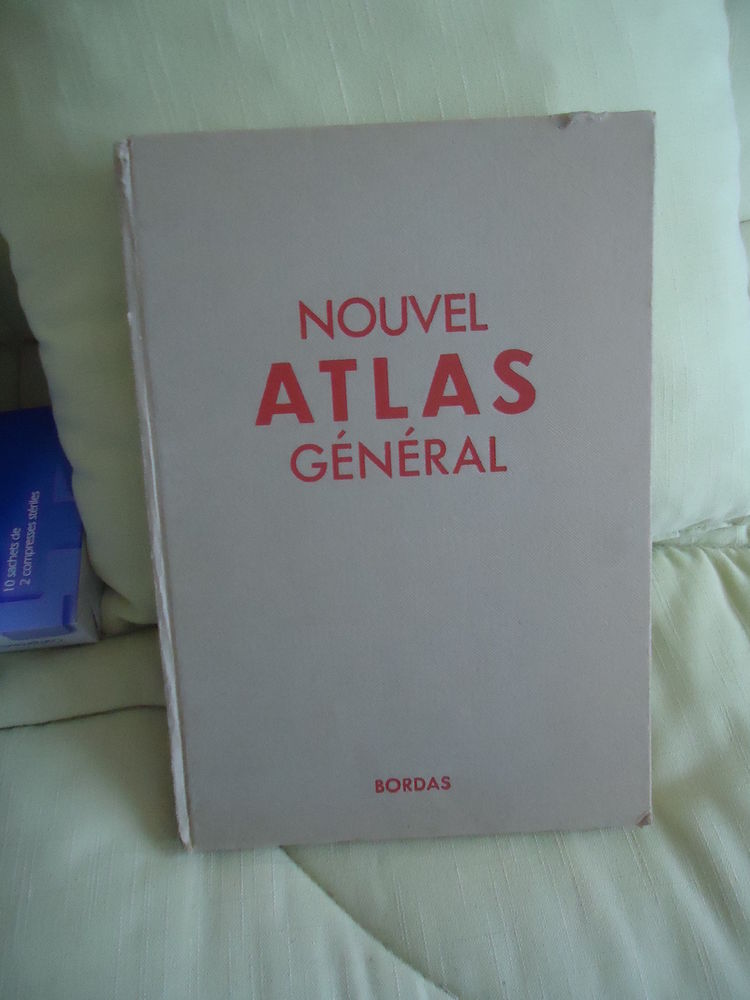 NOUVEL
ATLAS
GÉNÉRAL
BORDAS
10 sachets de
2 compresses stériles